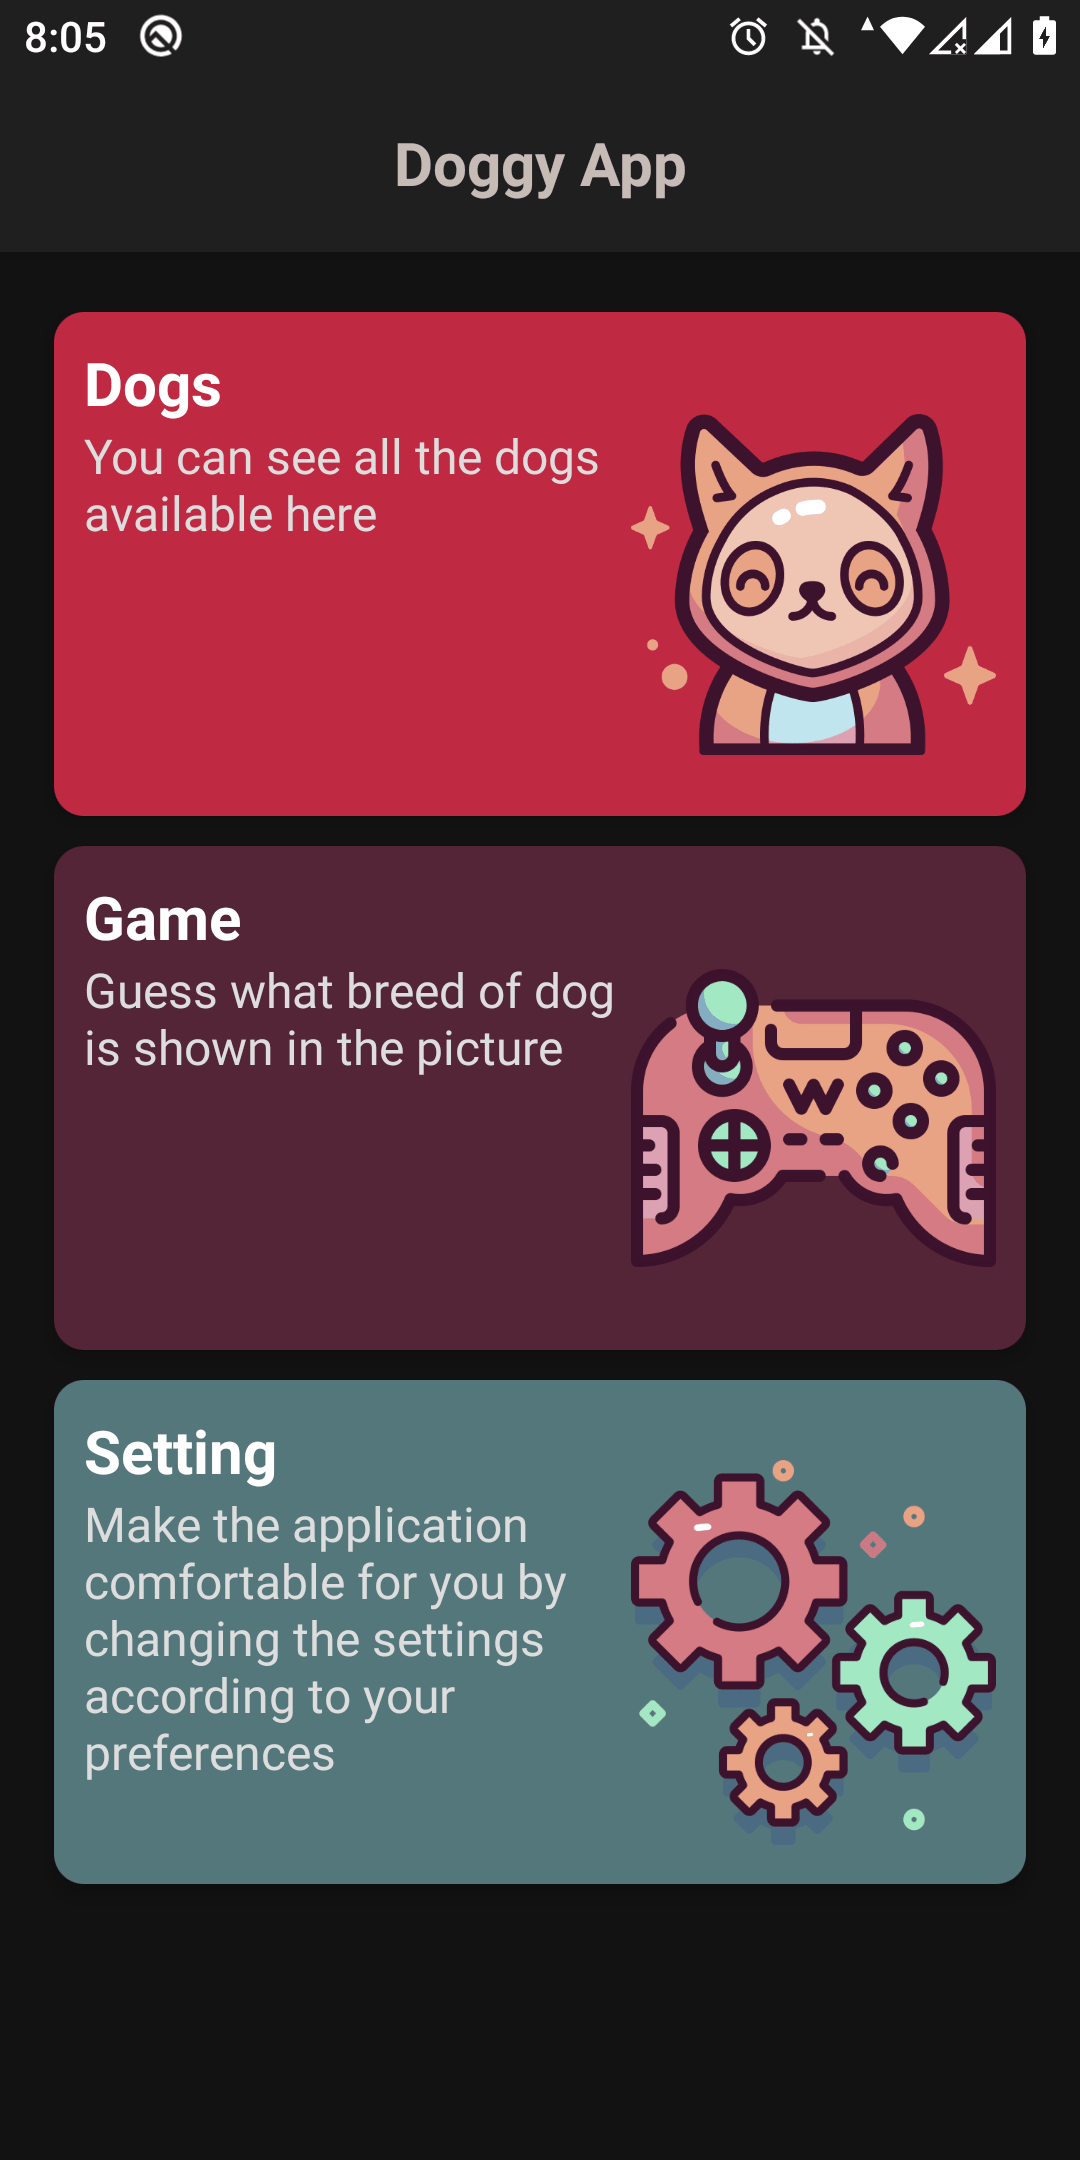 8:05
Doggy App
Dogs
You can see all the dogs
available here
Game
Guess what breed of dog
is shown in the picture
W
Setting
Make the application
comfortable for you by
changing the settings
according to your
preferences